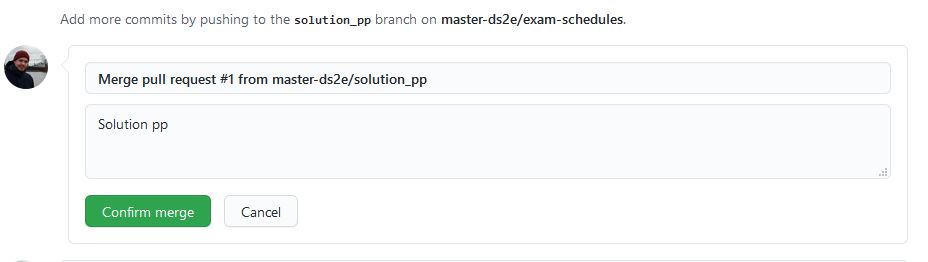 Add more commits by pushing to the solution_pp branch on master-ds2e/exam-schedules.
Merge pull request #1 from master-ds2e/solution_pp
Solution pp
Confirm merge
Cancel